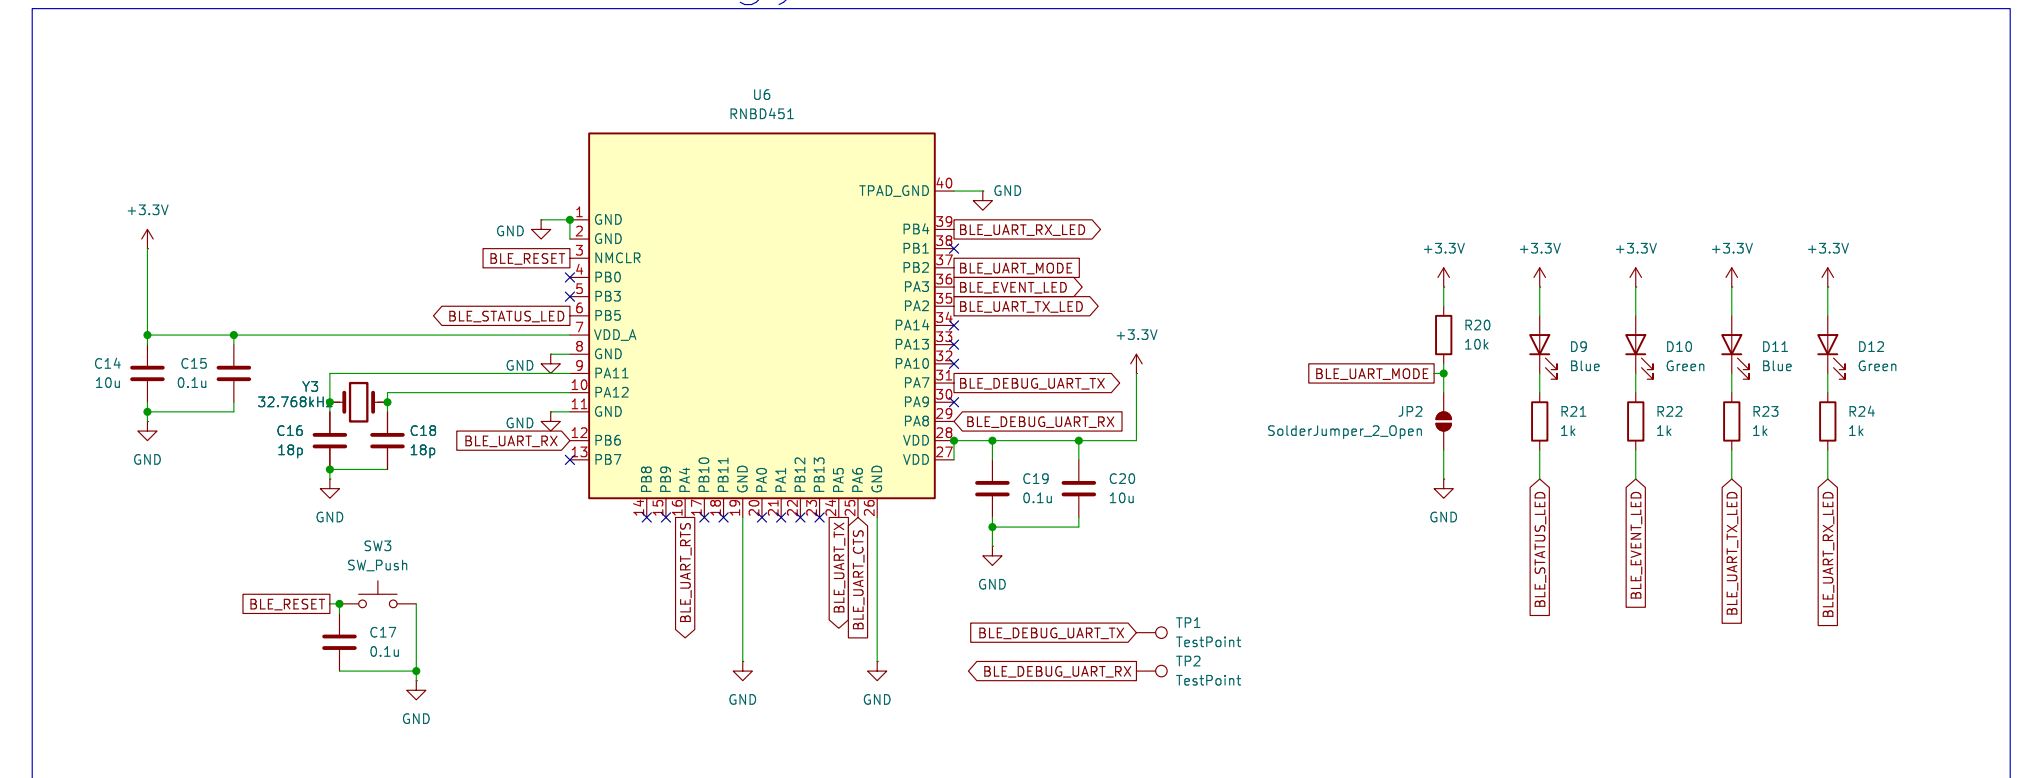 U6
RNBD451
+3.3V
C14
10u
C15
0.1u
GND
Y3
32.768kHz
C16
18p
C18
18p
GND
SW3
SW_Push
BLE_RESET
C17
0.1u
GND
GND
BLE_RESET
BLE_STATUS_LED
GND
GND
BLE_UART_RX
1 GND
2 GND
3 NMCLR
4 PB0
5 PB3
6 PB5
7 VDD_A
8 GND
9 PA11
10 PA12
11 GND
12 PB6
13 PB7
14 PB8
15 PB9
16 PA4
17 PB10
18 PB11
19 GND
20 PA0
21 PA1
22 PB12
23 PB13
24 PA5
25 PA6
26 GND
BLE_UART_RTS
GND
BLE_UART_TX
BLE_UART_CTS
GND
TPAD_GND 40
PB4 39
PB1 38
PB2 37
PA3 36
PA2 35
PA14 34
PA13 33
PA10 32
PA7 31
PA9 30
PA8 29
VDD 28
VDD 27
GND
BLE_UART_RX_LED
BLE_UART_MODE
BLE_EVENT_LED
BLE_UART_TX_LED
BLE_DEBUG_UART_TX
BLE_DEBUG_UART_RX
+3.3V
C19
0.1u
C20
10u
GND
BLE_DEBUG_UART_TX
TP1
TestPoint
BLE_DEBUG_UART_RX
TP2
TestPoint
+3.3V
R20
10k
BLE_UART_MODE
JP2
SolderJumper_2_Open
GND
+3.3V
D9
Blue
R21
1k
BLE_STATUS_LED
+3.3V
D10
Green
R22
1k
BLE_EVENT_LED
+3.3V
D11
Blue
R23
1k
BLE_UART_TX_LED
+3.3V
D12
Green
R24
1k
BLE_UART_RX_LED